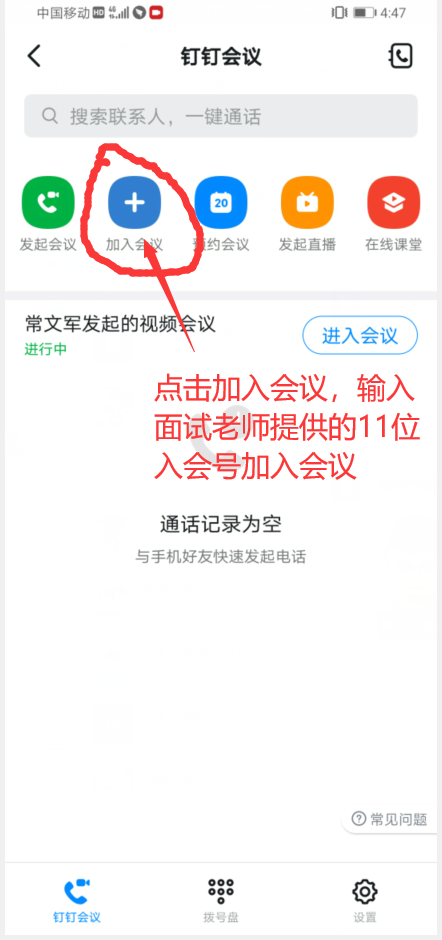 中国移动 HD 4G 4:47
钉钉会议
搜索联系人，一键通话
20
发起会议 加入会议 预约会议 发起直播 在线课堂
常文军发起的视频会议
进行中
进入会议
点击加入会议，输入
面试老师提供的11位
入会号加入会议
通话记录为空
与手机好友快速发起电话
常见问题
钉钉会议 拨号盘 设置